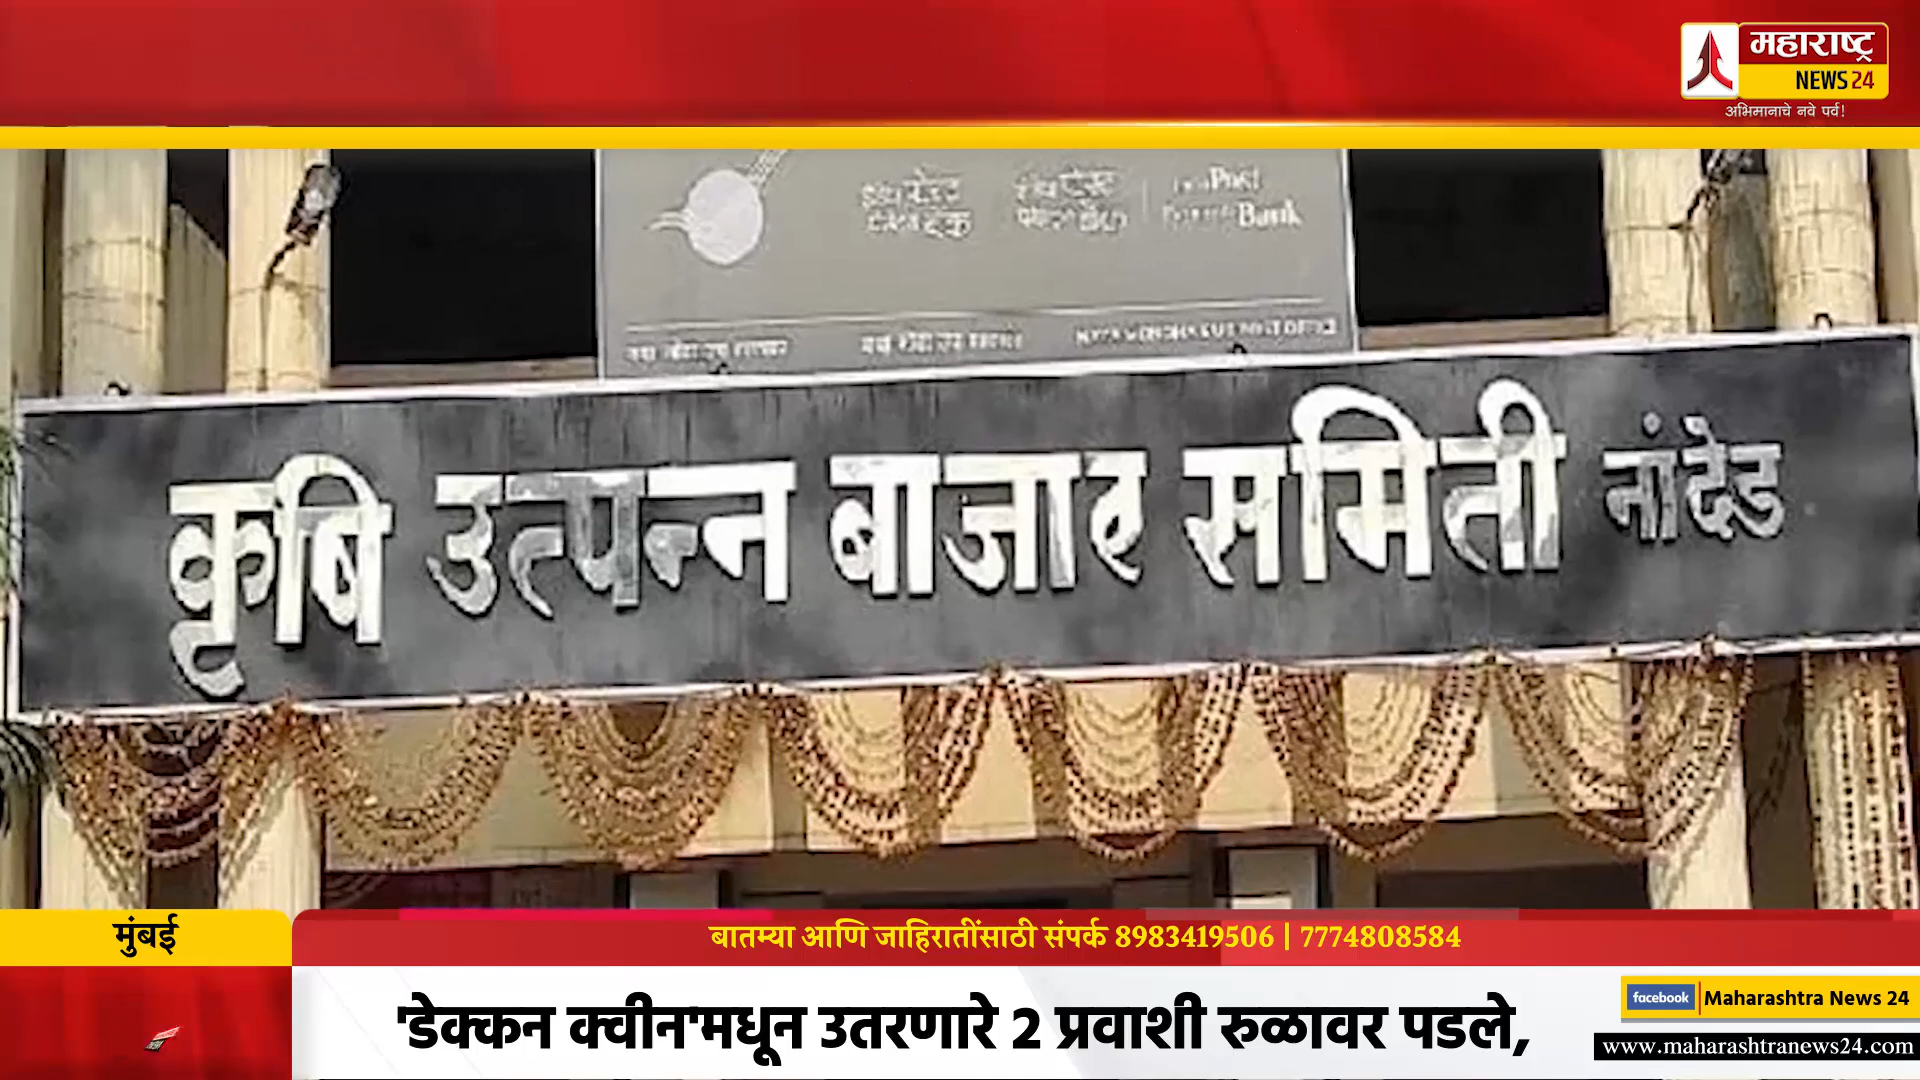 महाराष्ट्र
NEWS 24
अभिमानाचे नवे पर्व!
Bank
कृषि उत्पन्न बाजार समिती नांदेड
मुंबई
बातम्या आणि जाहिरातींसाठी संपर्क 8983419506 | 7774808584
'डेक्कन क्वीन'मधून उतरणारे 2 प्रवाशी रुळावर पडले,
facebook Maharashtra News 24
www.maharashtranews24.com